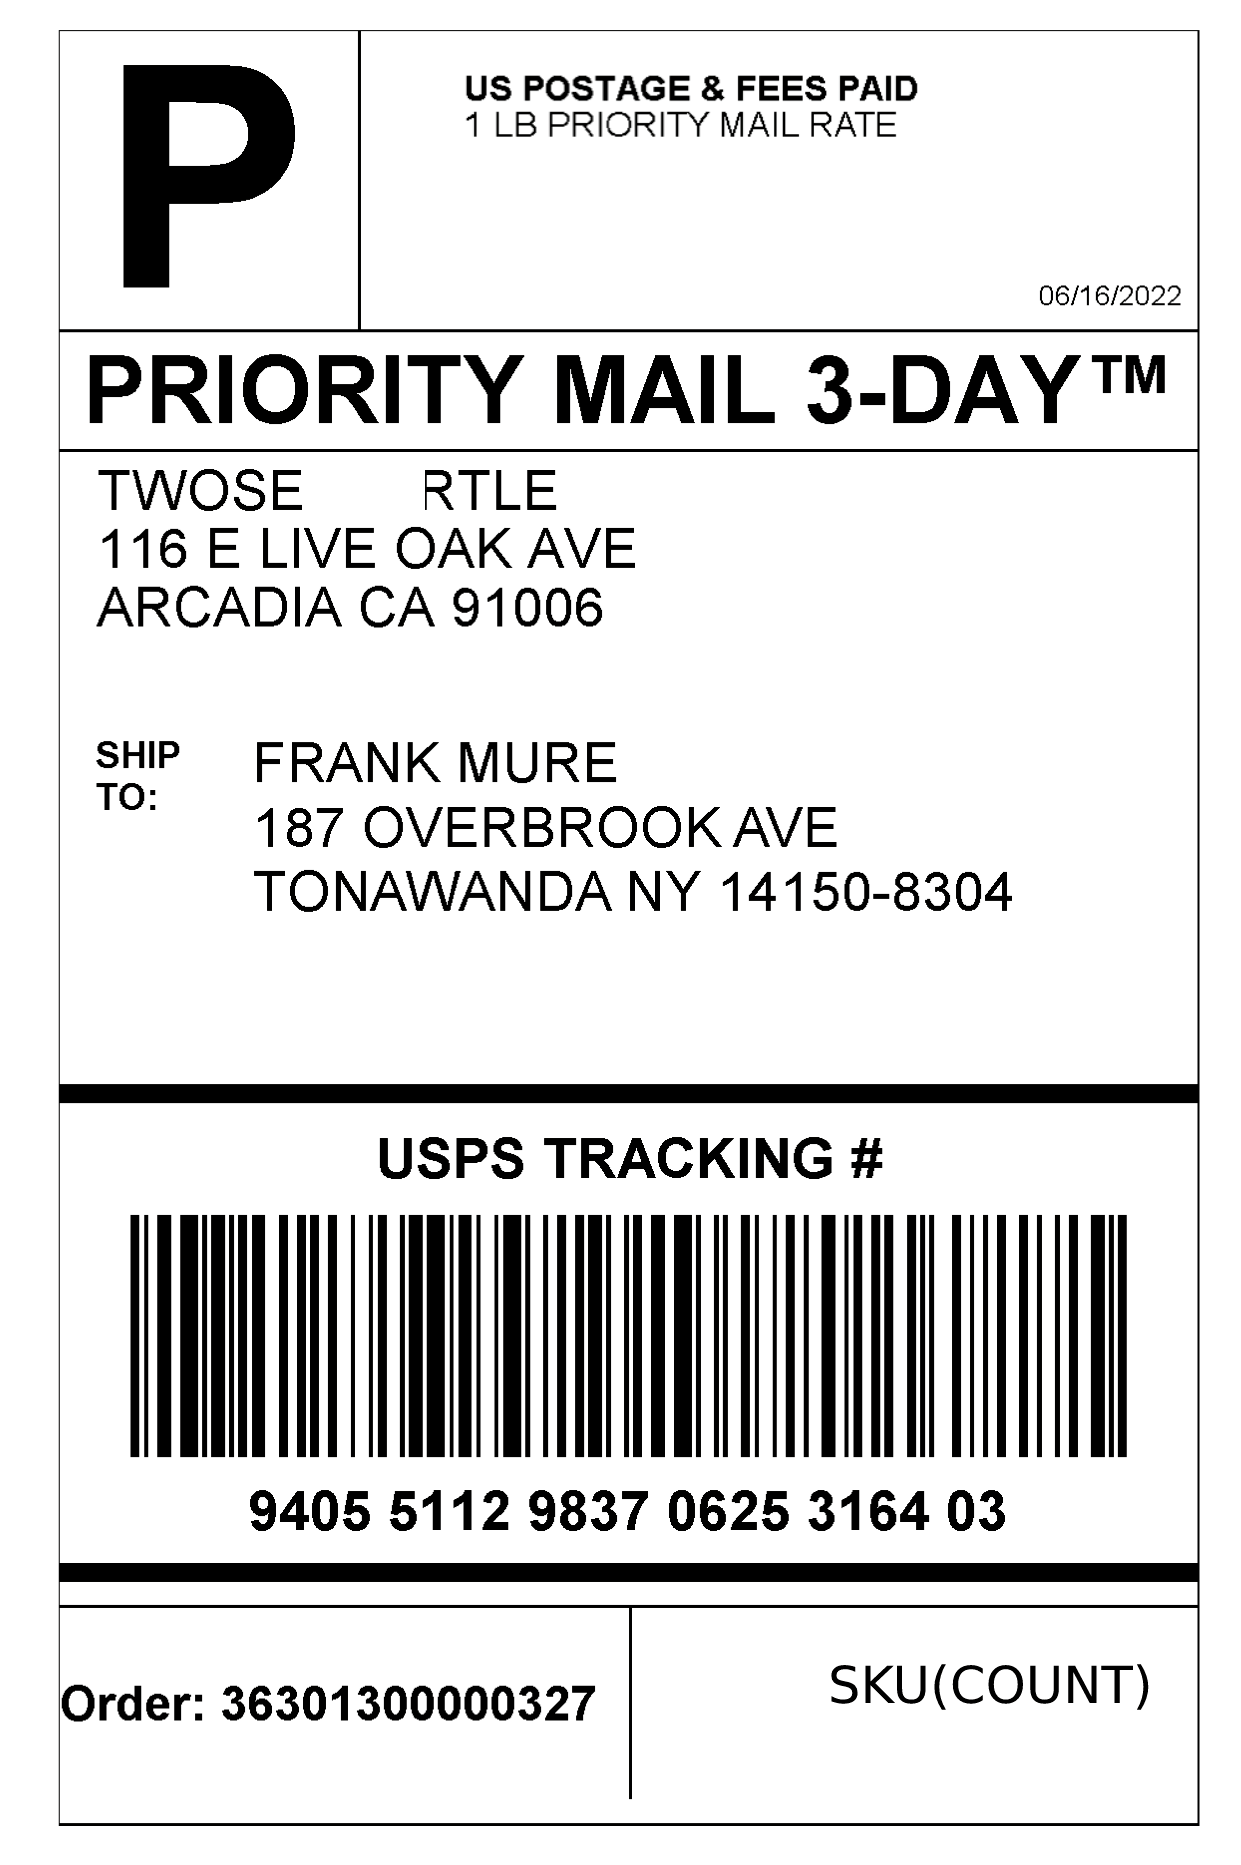 P
US POSTAGE & FEES PAID
1 LB PRIORITY MAIL RATE
06/16/2022
PRIORITY MAIL 3-DAY™
TWOSE RTLE
116 E LIVE OAK AVE
ARCADIA CA 91006
SHIP TO:
FRANK MURE
187 OVERBROOK AVE
TONAWANDA NY 14150-8304
USPS TRACKING #
9405 5112 9837 0625 3164 03
Order: 36301300000327
SKU(COUNT)